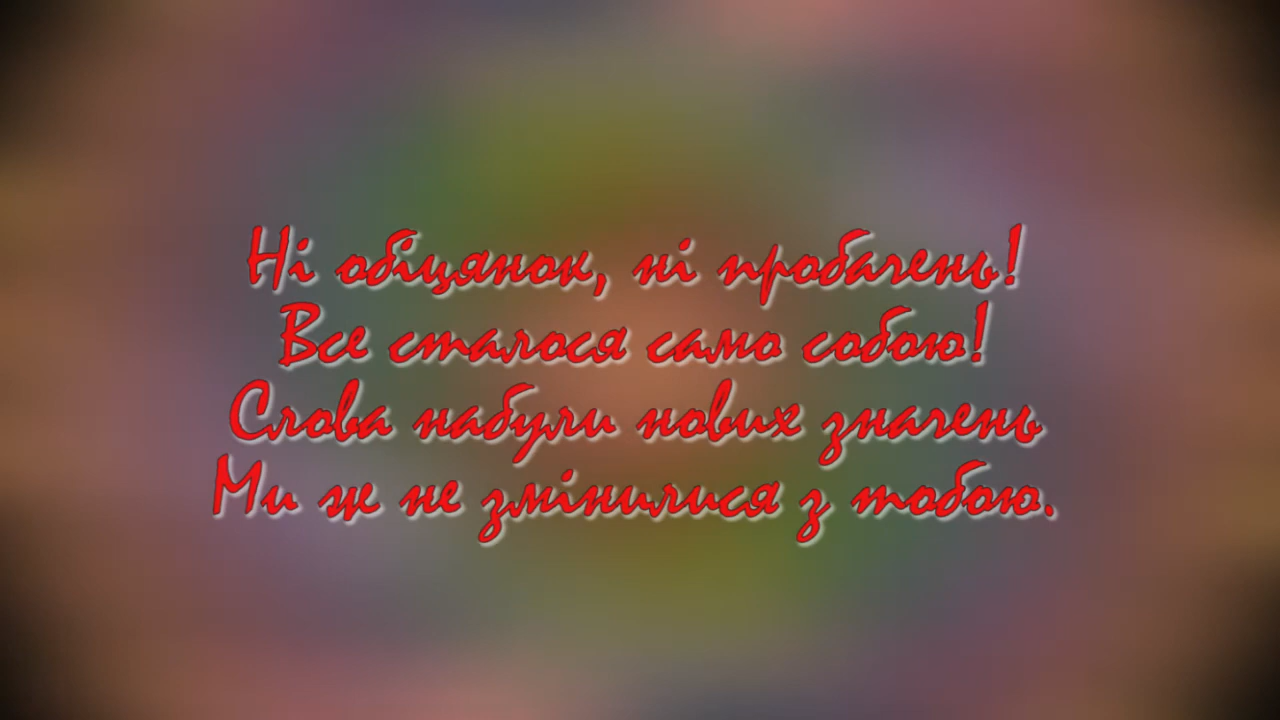 Ні обіцянок, ні пробачень!
Все сталося само собою!
Слова набули нових значень
Ми ж не змінилися з тобою.